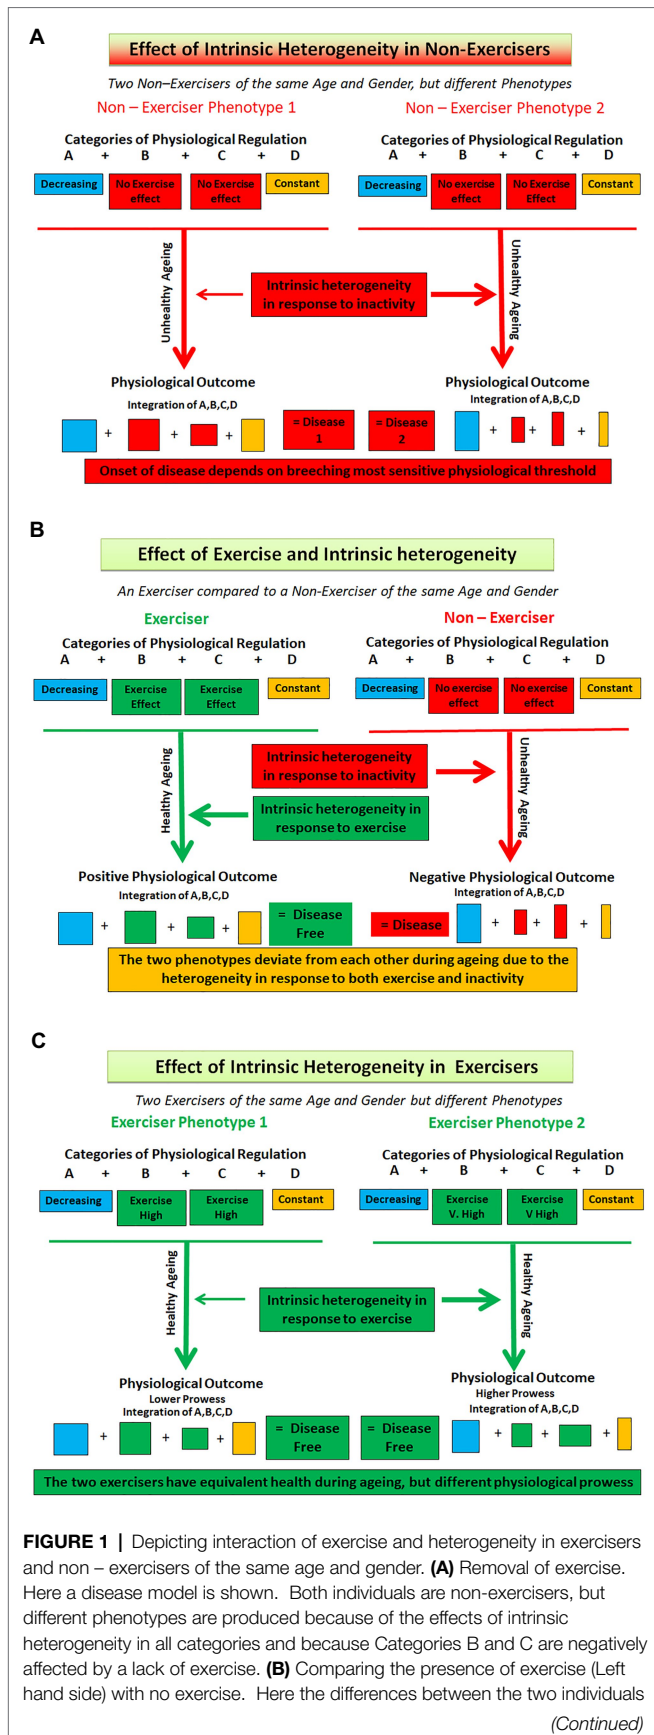 A
Effect of Intrinsic Heterogeneity in Non-Exercisers
Two Non–Exercisers of the same Age and Gender, but different Phenotypes
Non – Exerciser Phenotype 1
Non – Exerciser Phenotype 2
Categories of Physiological Regulation
A + B + C + D
Decreasing
No Exercise
effect
No Exercise
effect
Constant
Categories of Physiological Regulation
A + B + C + D
Decreasing
No exercise
effect
No Exercise
Effect
Constant
Unhealthy Ageing
Intrinsic heterogeneity
in response to inactivity
Unhealthy Ageing
Physiological Outcome
Integration of A,B,C,D
+ + +
= Disease
1
= Disease
2
Physiological Outcome
Integration of A,B,C,D
+ + +
Onset of disease depends on breeching most sensitive physiological threshold
B
Effect of Exercise and Intrinsic heterogeneity
An Exerciser compared to a Non-Exerciser of the same Age and Gender
Exerciser
Non – Exerciser
Categories of Physiological Regulation
A + B + C + D
Decreasing
Exercise
Effect
Exercise
Effect
Constant
Categories of Physiological Regulation
A + B + C + D
Decreasing
No exercise
effect
No exercise
effect
Constant
Healthy Ageing
Intrinsic heterogeneity
in response to inactivity
Intrinsic heterogeneity in
response to exercise
Unhealthy Ageing
Positive Physiological Outcome
Integration of A,B,C,D
+ + +
= Disease
Free
= Disease
Negative Physiological Outcome
Integration of A,B,C,D
+ + +
The two phenotypes deviate from each other during ageing due to the
heterogeneity in response to both exercise and inactivity
C
Effect of Intrinsic Heterogeneity in Exercisers
Two Exercisers of the same Age and Gender but different Phenotypes
Exerciser Phenotype 1
Exerciser Phenotype 2
Categories of Physiological Regulation
A + B + C + D
Decreasing
Exercise
High
Exercise
High
Constant
Categories of Physiological Regulation
A + B + C + D
Decreasing
Exercise
V. High
Exercise
V High
Constant
Healthy Ageing
Intrinsic heterogeneity in
response to exercise
Healthy Ageing
Physiological Outcome
Lower Prowess
Integration of A,B,C,D
+ + +
= Disease
Free
= Disease
Free
Physiological Outcome
Higher Prowess
Integration of A,B,C,D
+ + +
The two exercisers have equivalent health during ageing, but different physiological prowess
FIGURE 1 | Depicting interaction of exercise and heterogeneity in exercisers
and non – exercisers of the same age and gender. (A) Removal of exercise.
Here a disease model is shown. Both individuals are non-exercisers, but
different phenotypes are produced because of the effects of intrinsic
heterogeneity in all categories and because Categories B and C are negatively
affected by a lack of exercise. (B) Comparing the presence of exercise (Left
hand side) with no exercise. Here the differences between the two individuals
(Continued)